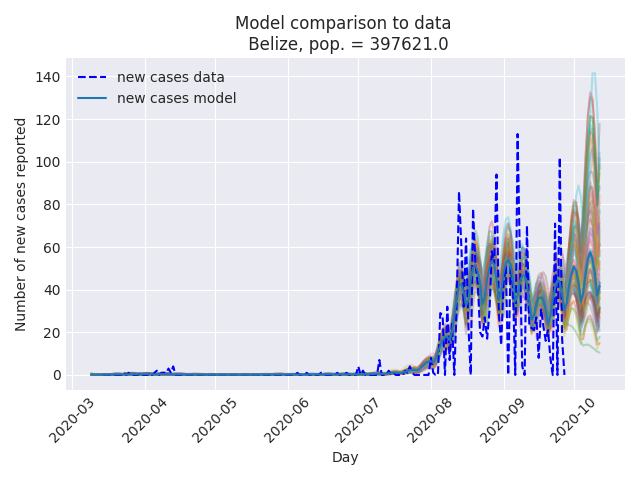 Model comparison to data
Belize, pop. = 397621.0
new cases data
new cases model
Number of new cases reported
140
120
100
80
60
40
20
0
2020-03
2020-04
2020-05
2020-06
2020-07
2020-08
2020-09
2020-10
Day